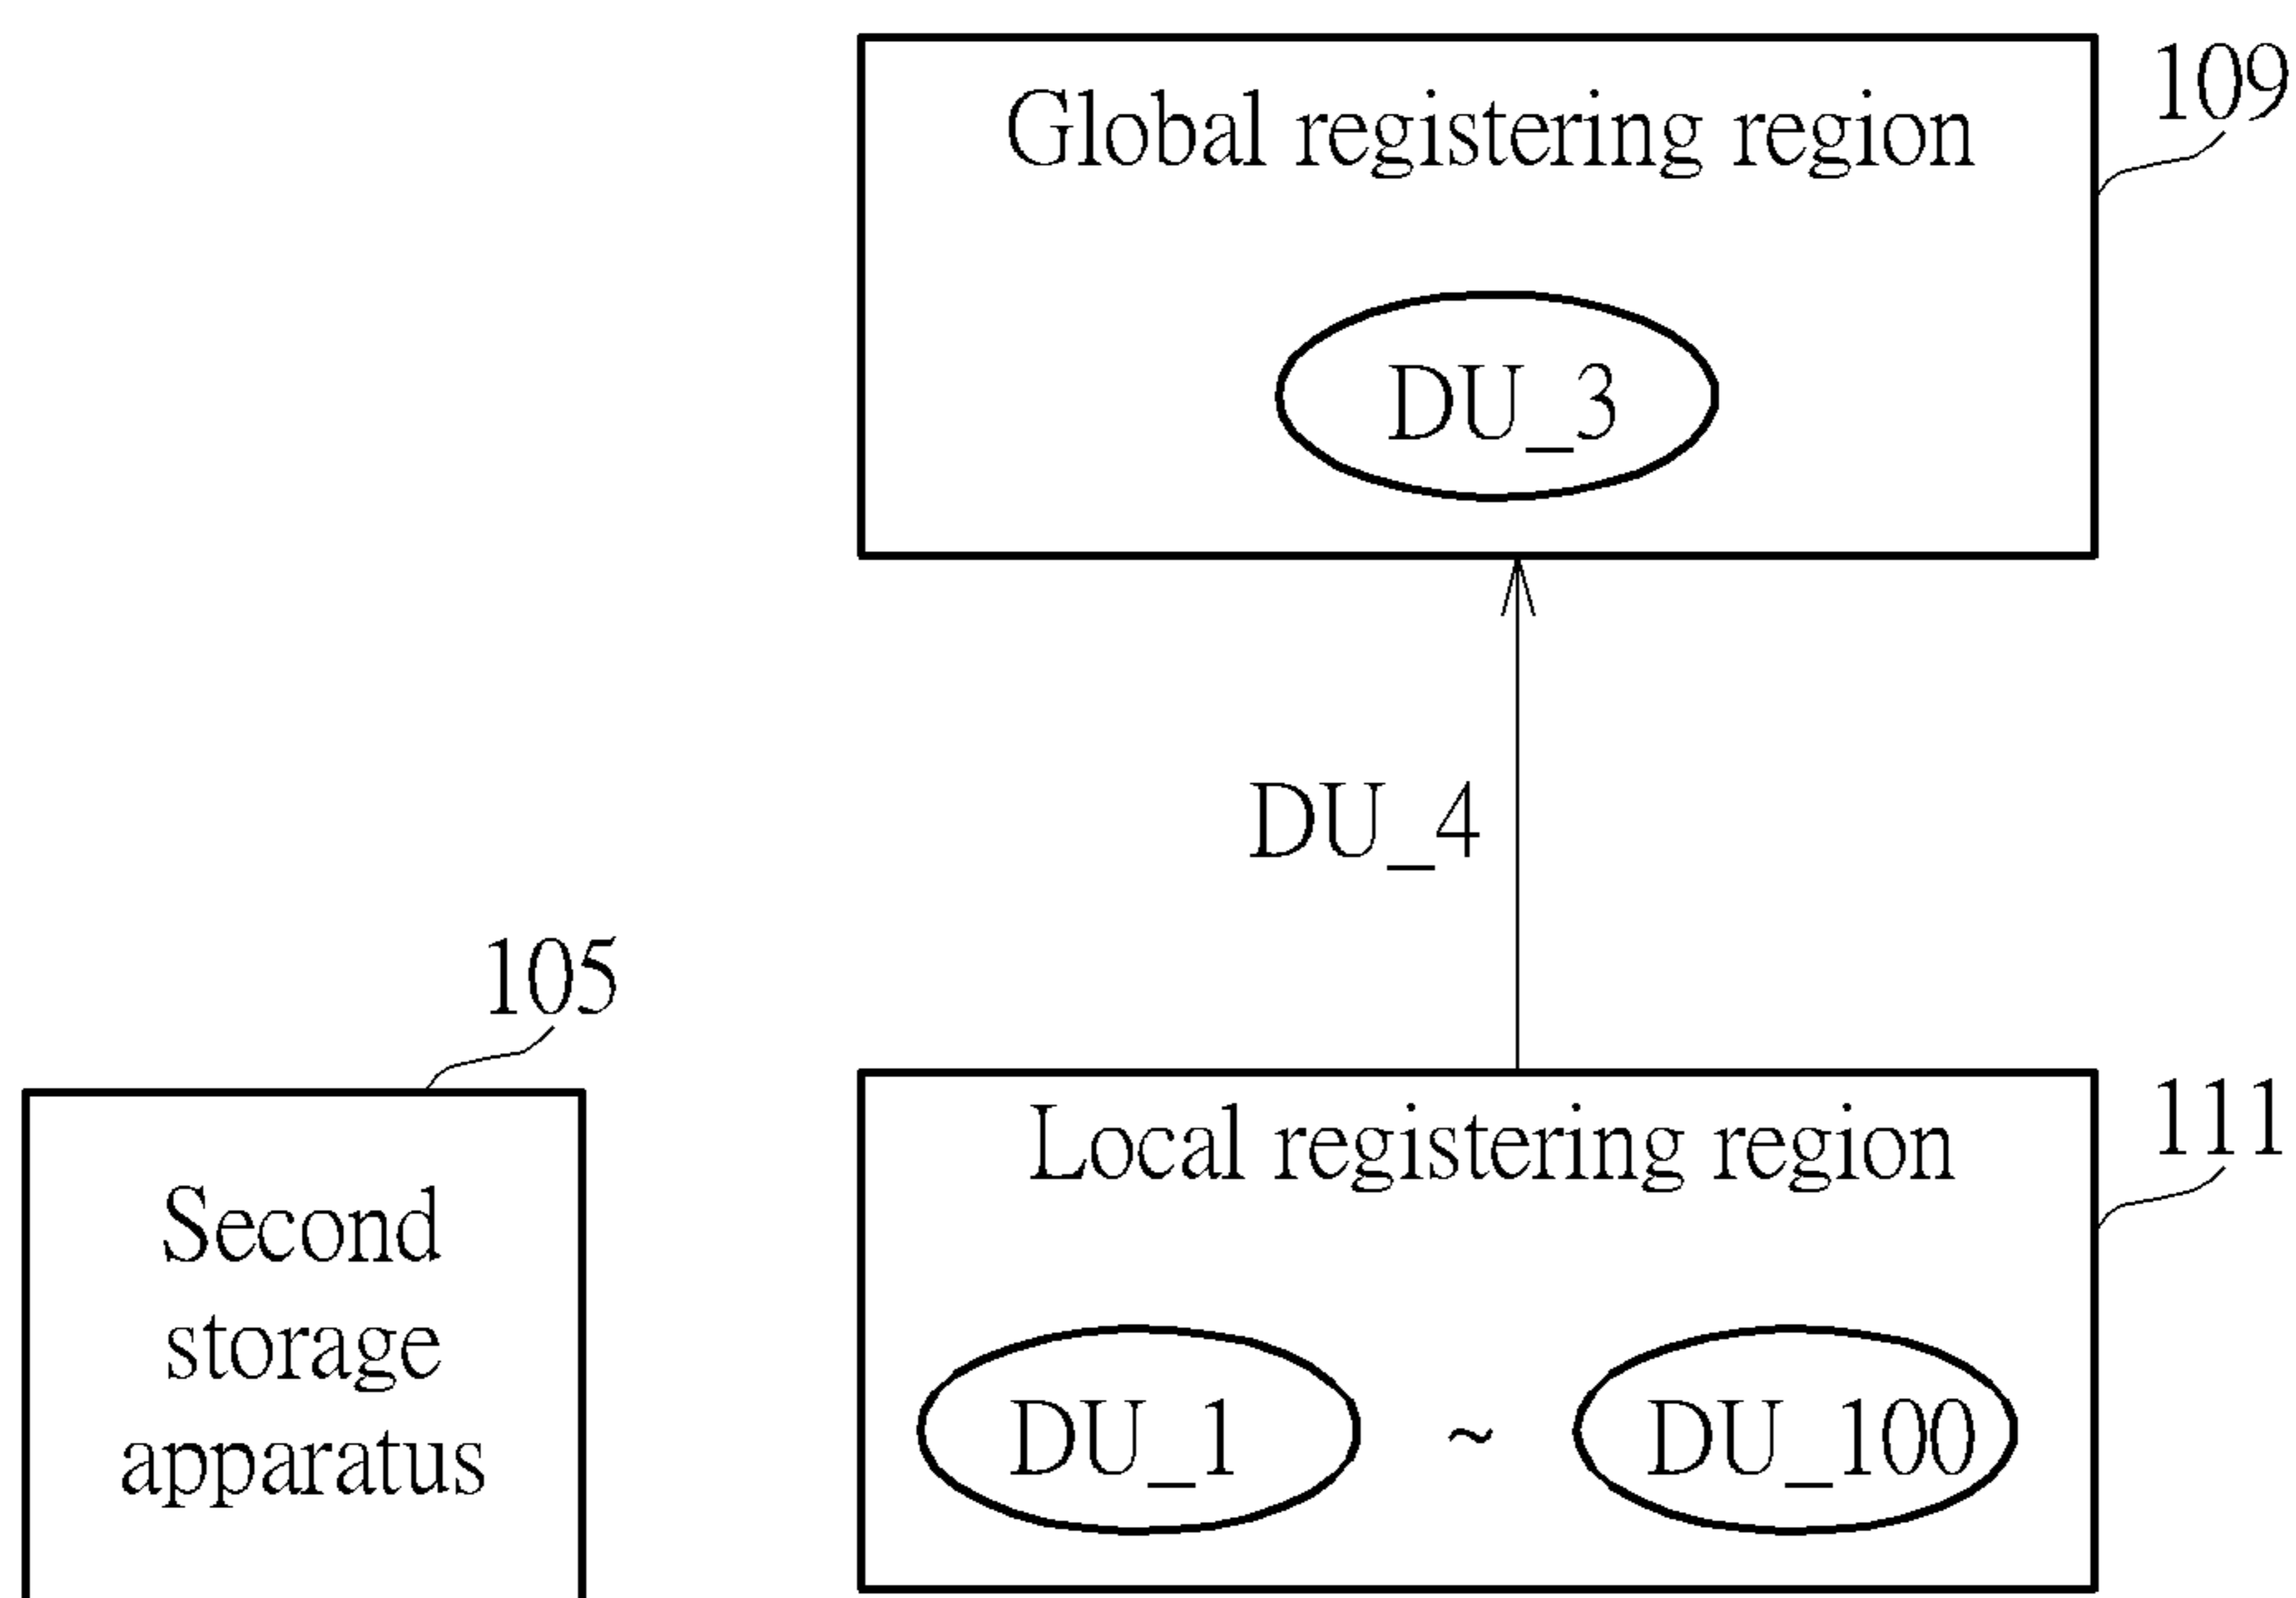 109
Global registering region
DU_3
DU_4
105
111
Local registering region
Second
storage
apparatus
DU_1 ~ DU_100